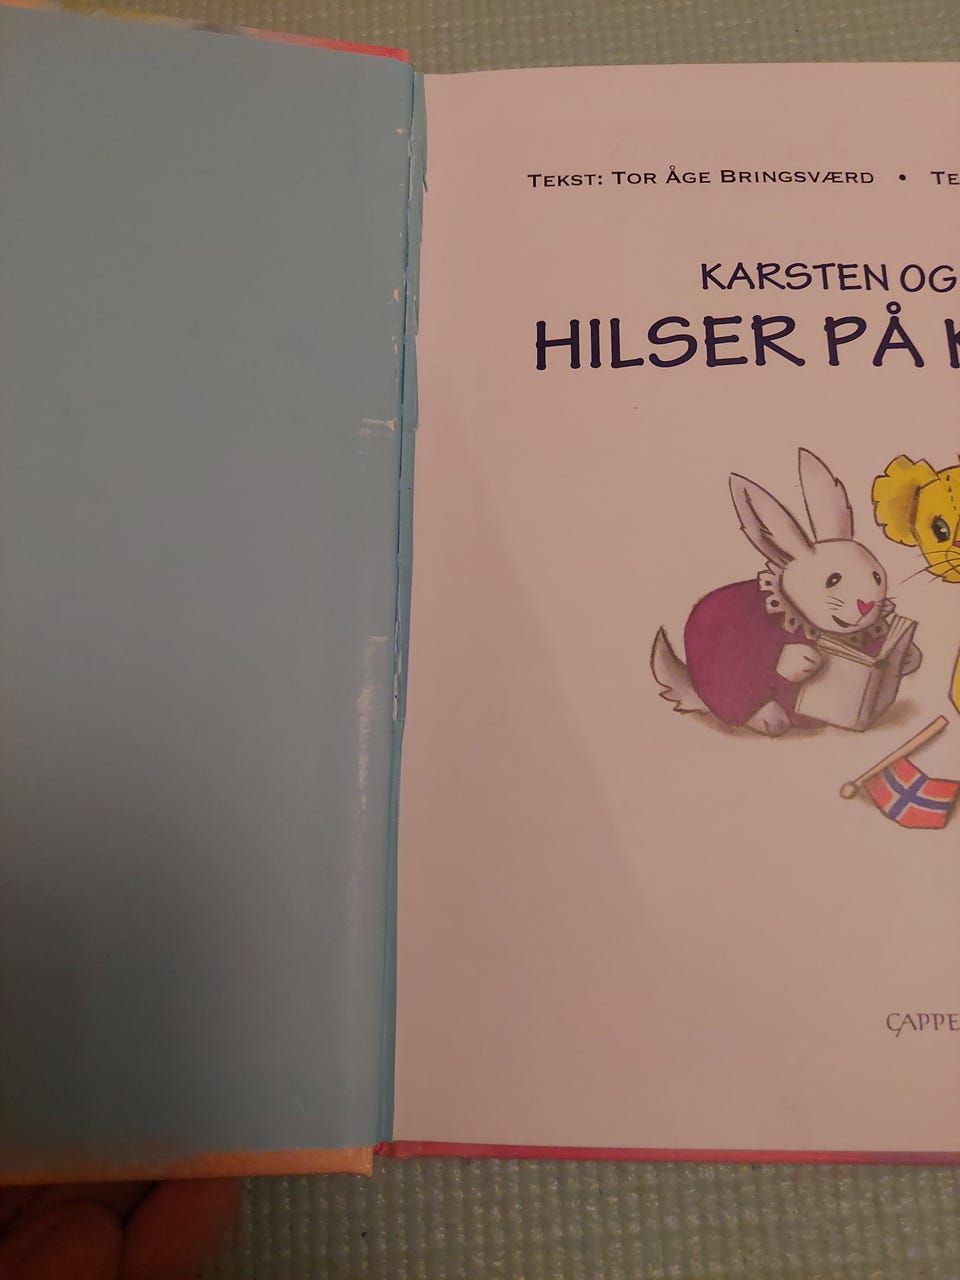 TEKST: TOR ÅGE BRINGSVÆRD • TE
KARSTEN OG
HILSER PÅ K
CAPPE